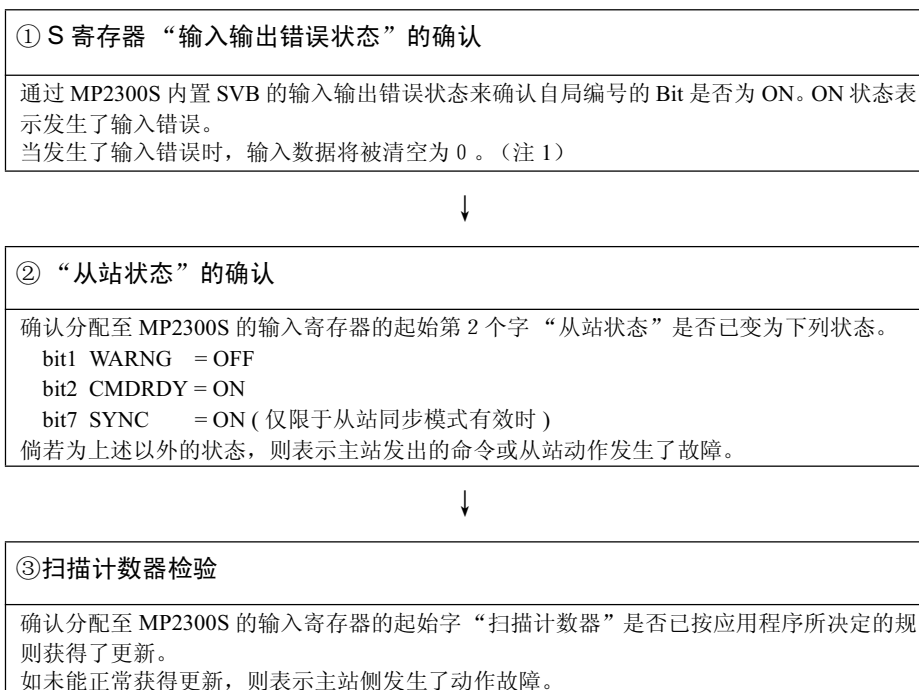 ① S 寄存器 “输入输出错误状态”的确认
通过 MP2300S 内置 SVB 的输入输出错误状态来确认自局编号的 Bit 是否为 ON。ON 状态表
示发生了输入错误。
当发生了输入错误时，输入数据将被清空为 0 。（注 1）
② “从站状态”的确认
确认分配至 MP2300S 的输入寄存器的起始第 2 个字 “从站状态”是否已变为下列状态。
bit1 WARNG = OFF
bit2 CMDRDY = ON
bit7 SYNC = ON ( 仅限于从站同步模式有效时 )
倘若为上述以外的状态，则表示主站发出的命令或从站动作发生了故障。
③扫描计数器检验
确认分配至 MP2300S 的输入寄存器的起始字 “扫描计数器”是否已按应用程序所决定的规
则获得了更新。
如未能正常获得更新，则表示主站侧发生了动作故障。